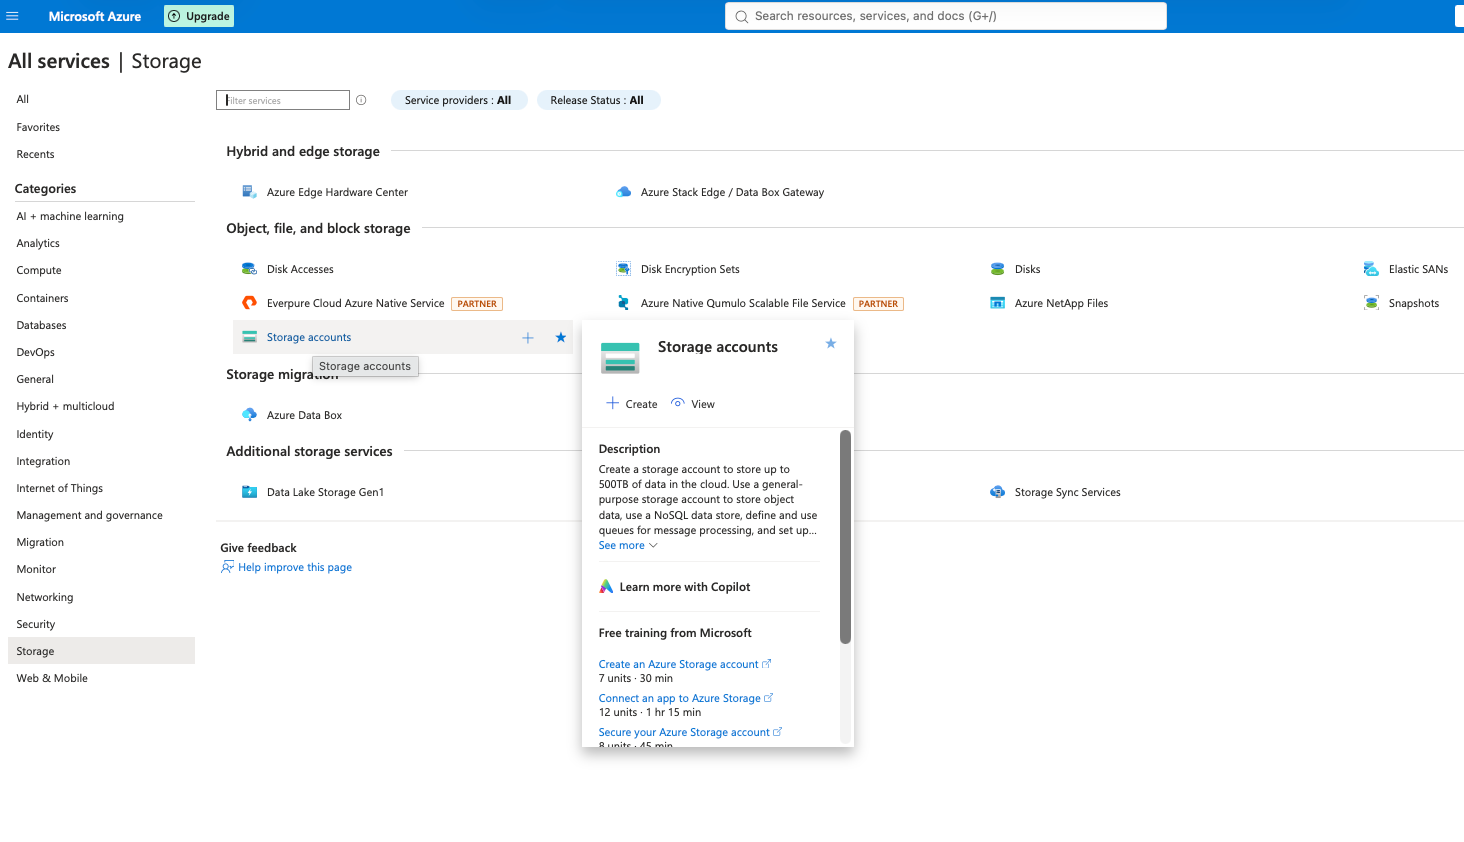 Microsoft Azure
Upgrade
Search resources, services, and docs (G+/)
All services | Storage
All
Favorites
Recents
Categories
AI + machine learning
Analytics
Compute
Containers
Databases
DevOps
General
Hybrid + multicloud
Identity
Integration
Internet of Things
Management and governance
Migration
Monitor
Networking
Security
Storage
Web & Mobile
Filter services
Service providers : All
Release Status : All
Hybrid and edge storage
Azure Edge Hardware Center
Azure Stack Edge / Data Box Gateway
Object, file, and block storage
Disk Accesses
Disk Encryption Sets
Disks
Elastic SANs
Everpure Cloud Azure Native Service PARTNER
Azure Native Qumulo Scalable File Service PARTNER
Azure NetApp Files
Snapshots
Storage accounts
Storage accounts
Storage migration
Azure Data Box
Additional storage services
Data Lake Storage Gen1
Storage Sync Services
Give feedback
Help improve this page
Storage accounts
Create
View
Description
Create a storage account to store up to
500TB of data in the cloud. Use a general-
purpose storage account to store object
data, use a NoSQL data store, define and use
queues for message processing, and set up...
See more
Learn more with Copilot
Free training from Microsoft
Create an Azure Storage account
7 units · 30 min
Connect an app to Azure Storage
12 units · 1 hr 15 min
Secure your Azure Storage account
8 units · 45 min